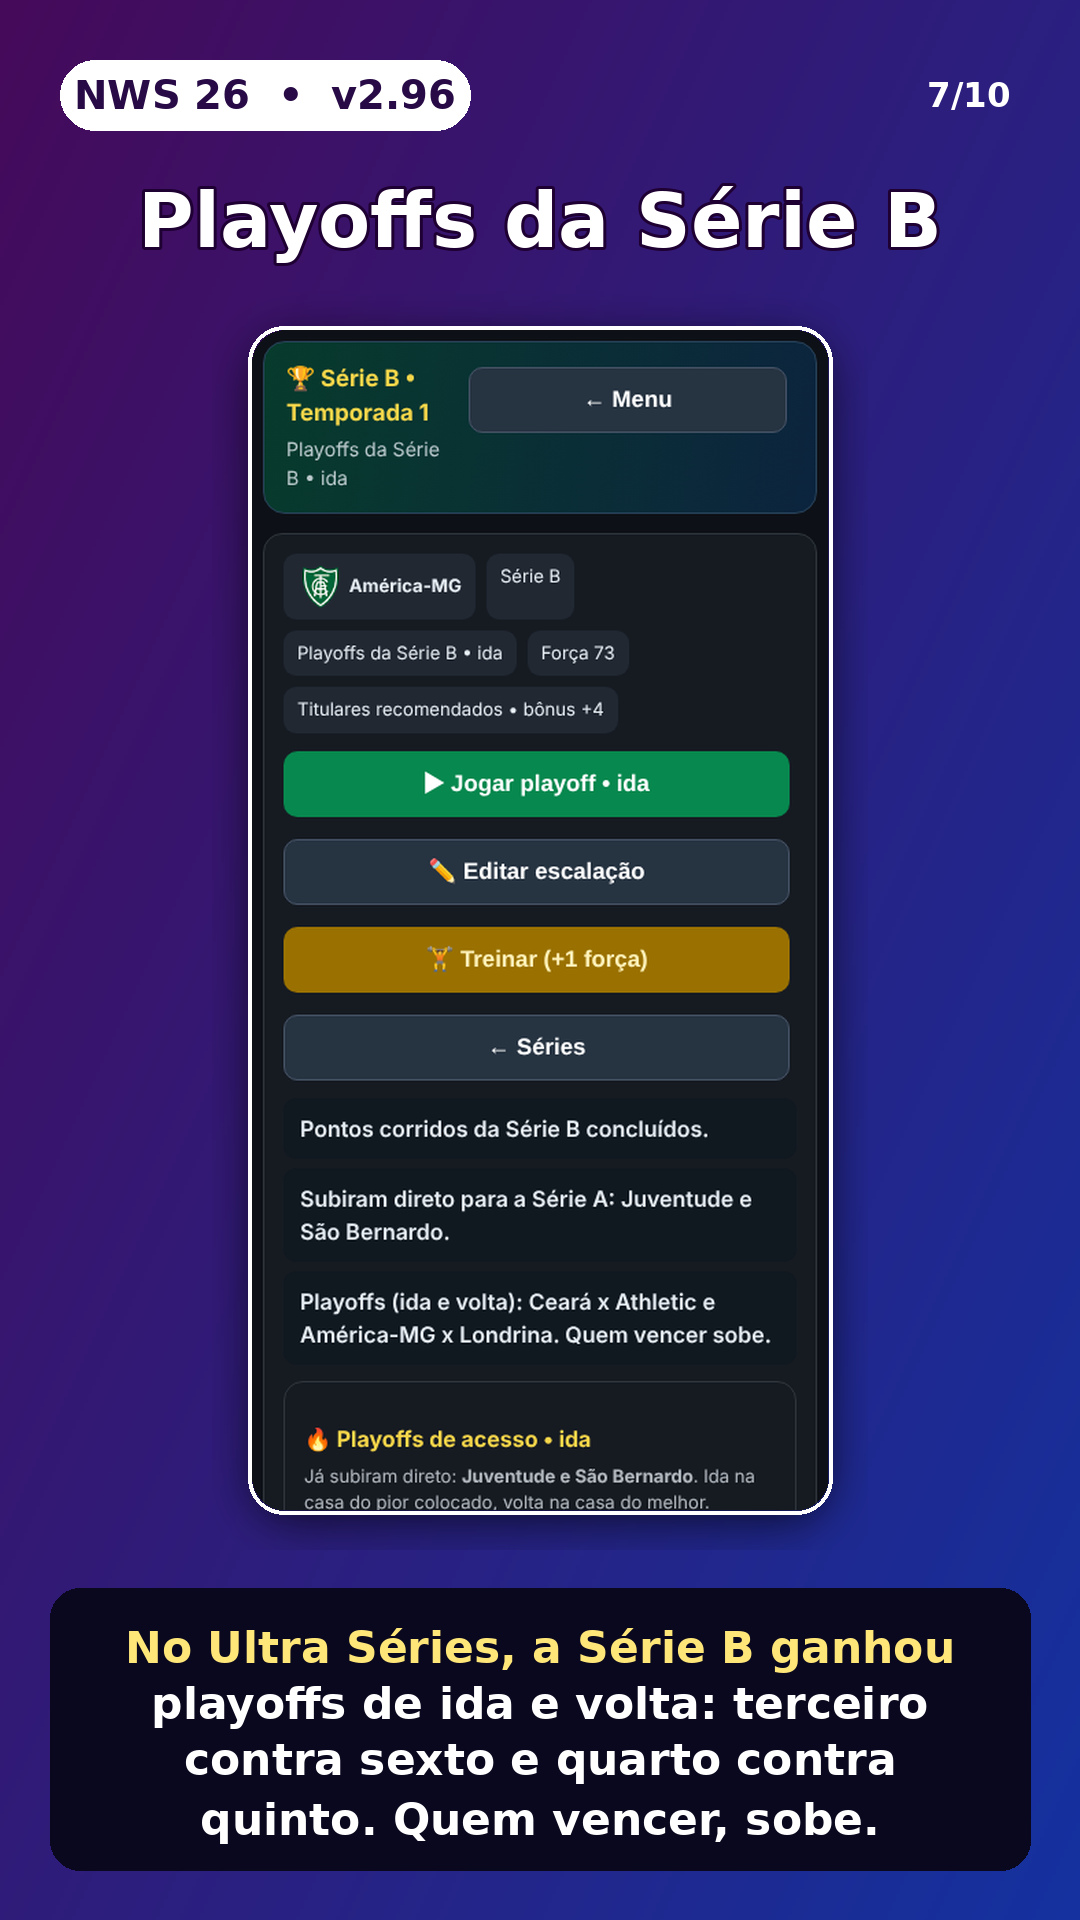 NWS 26 • v2.96
7/10
Playoffs da Série B
🏆 Série B •
Temporada 1
Playoffs da Série
B • ida
← Menu
América-MG
Série B
Playoffs da Série B • ida
Força 73
Titulares recomendados • bônus +4
▶ Jogar playoff • ida
✏️ Editar escalação
🏋️ Treinar (+1 força)
← Séries
Pontos corridos da Série B concluídos.
Subiram direto para a Série A: Juventude e
São Bernardo.
Playoffs (ida e volta): Ceará x Athletic e
América-MG x Londrina. Quem vencer sobe.
🔥 Playoffs de acesso • ida
Já subiram direto: Juventude e São Bernardo. Ida na
casa do pior colocado, volta na casa do melhor.
No Ultra Séries, a Série B ganhou
playoffs de ida e volta: terceiro
contra sexto e quarto contra
quinto. Quem vencer, sobe.